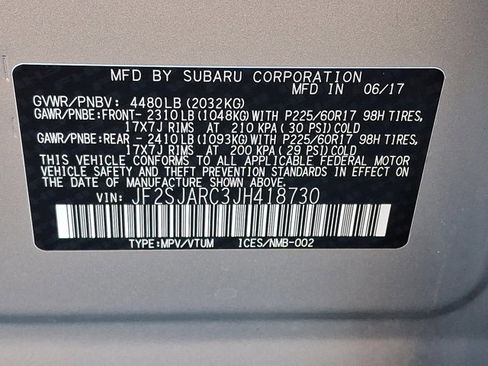 MFD BY SUBARU CORPORATION
MFD IN 06/17
GVWR/PNBV: 4480LB(2032KG)
GAWR/PNBE:FRONT- 2310LB(1048KG)WITH P225/60R17 98H TIRES,
17X7J RIMS AT 210 KPA(30 PSI)COLD
GAWR/PNBE:REAR - 2410LB(1093KG)WITH P225/60R17 98H TIRES,
17X7J RIMS AT 200 KPA(29 PSI)COLD
THIS VEHICLE CONFORMS TO ALL APPLICABLE FEDERAL MOTOR
VEHICLE SAFETY, BUMPER, AND THEFT PREVENTION STANDARDS IN EFFECT
ON THE DATE OF MANUFACTURE SHOWN ABOVE.
VIN: JF2SJARC3JH418730
TYPE:MPV/VTUM ICES/NMB-002